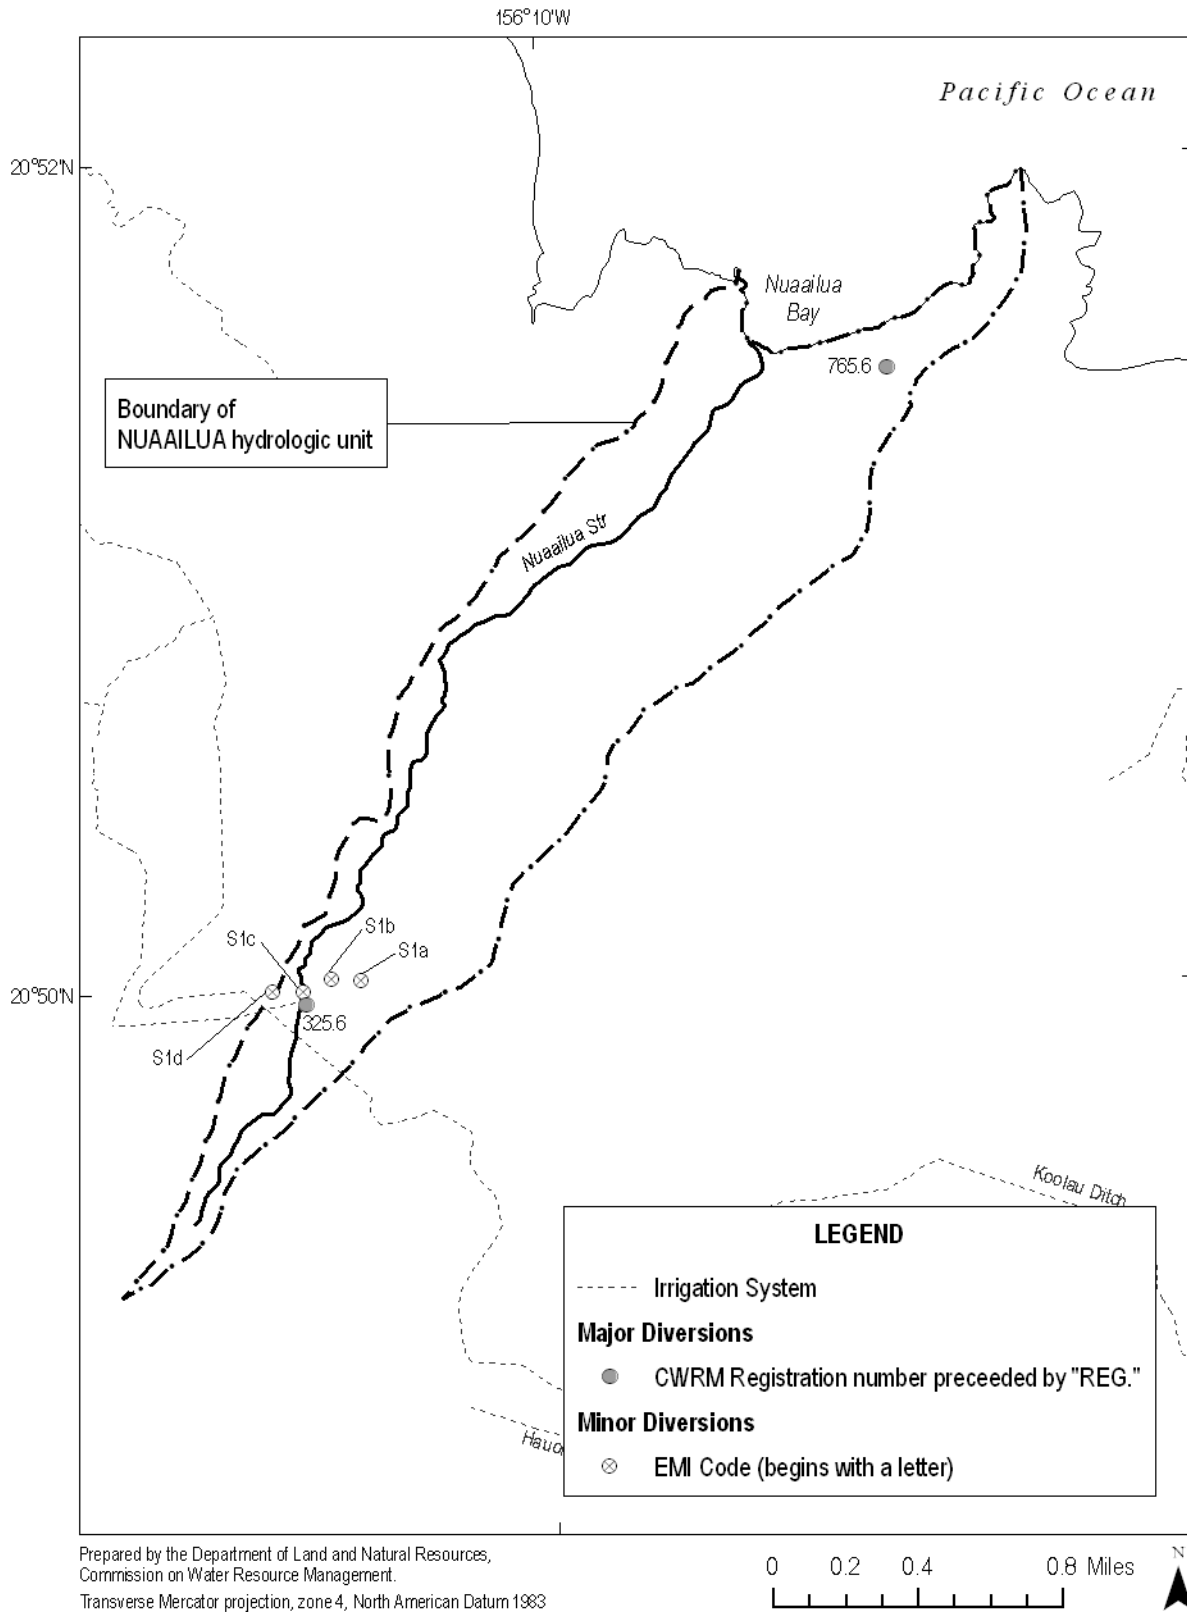 156°10'W
Pacific Ocean
20°52'N
Nuaailua
Bay
765.6
Boundary of
NUAAILUA hydrologic unit
Nuaailua Str
S1b
S1c
S1a
20°50'N
325.6
S1d
Koolau Ditch
LEGEND
Irrigation System
Major Diversions
CWRM Registration number preceeded by "REG."
Minor Diversions
EMI Code (begins with a letter)
Prepared by the Department of Land and Natural Resources,
Commission on Water Resource Management.
Transverse Mercator projection, zone 4, North American Datum 1983
0 0.2 0.4 0.8 Miles
N